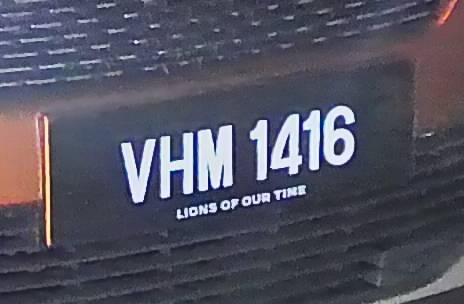 VHM 1416
LIONS OF OUR TIME